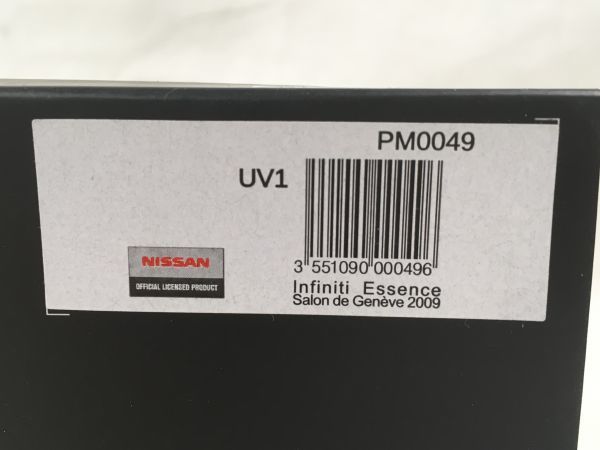 PM0049
UV1
3 551090 000496
NISSAN
OFFICIAL LICENSED PRODUCT
Infiniti Essence
Salon de Genève 2009